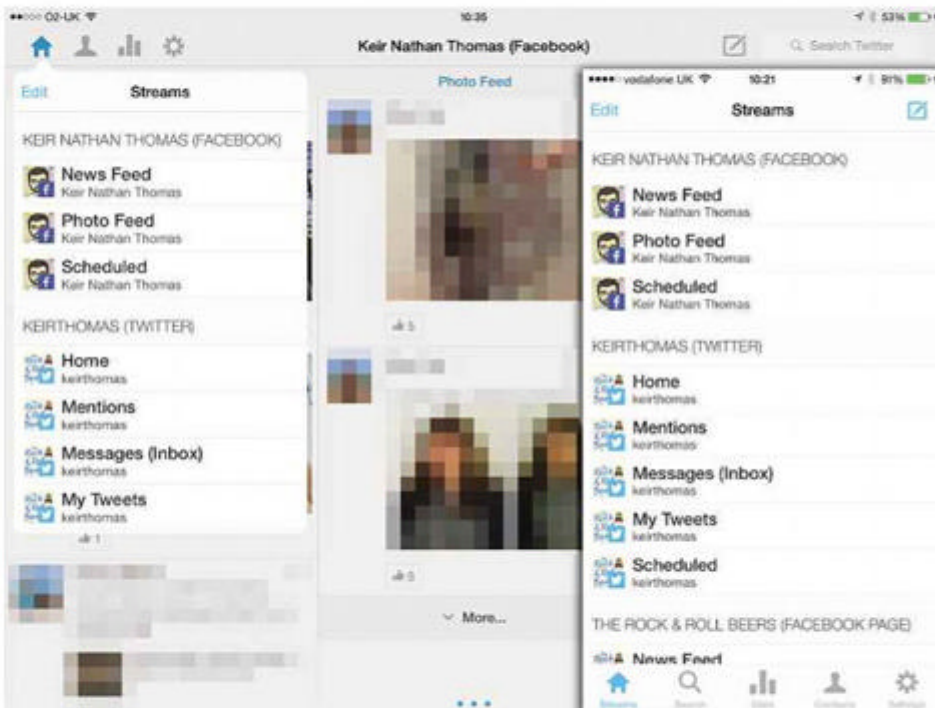 O2-UK
10:35
53%
Keir Nathan Thomas (Facebook)
Search Twitter
Edit
Streams
KEIR NATHAN THOMAS (FACEBOOK)
News Feed
Keir Nathan Thomas
Photo Feed
Keir Nathan Thomas
Scheduled
Keir Nathan Thomas
KEIRTHOMAS (TWITTER)
Home
keirthomas
Mentions
keirthomas
Messages (Inbox)
keirthomas
My Tweets
keirthomas
1
Photo Feed
5
5
More...
vodafone UK
10:21
91%
Edit
Streams
KEIR NATHAN THOMAS (FACEBOOK)
News Feed
Keir Nathan Thomas
Photo Feed
Keir Nathan Thomas
Scheduled
Keir Nathan Thomas
KEIRTHOMAS (TWITTER)
Home
keirthomas
Mentions
keirthomas
Messages (Inbox)
keirthomas
My Tweets
keirthomas
Scheduled
keirthomas
THE ROCK & ROLL BEERS (FACEBOOK PAGE)
News Feed
Streams
Search
Stats
Contacts
Settings